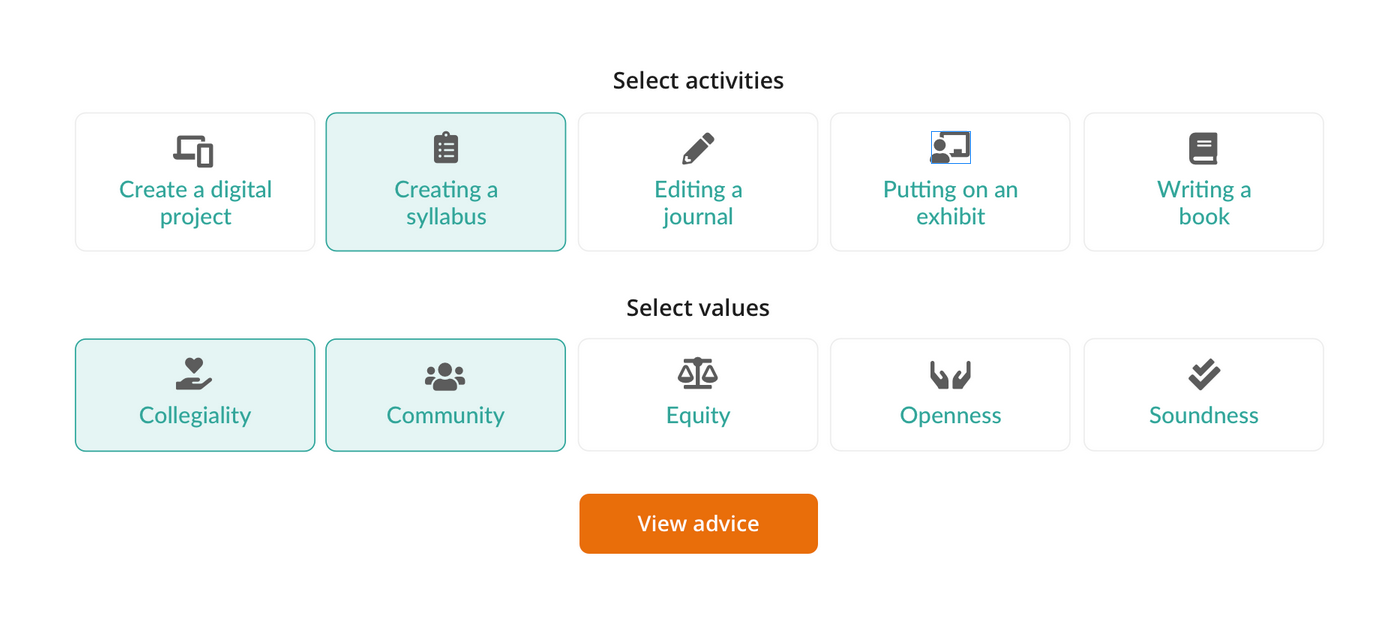 Select activities
Create a digital
project
Creating a
syllabus
Editing a
journal
Putting on an
exhibit
Writing a
book
Select values
Collegiality
Community
Equity
Openness
Soundness
View advice